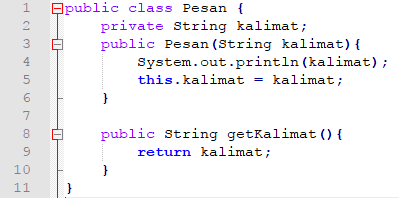 1 public class Pesan {
2     private String kalimat;
3     public Pesan(String kalimat){
4         System.out.println(kalimat);
5         this.kalimat = kalimat;
6     }
7
8     public String getKalimat(){
9         return kalimat;
10     }
11 }